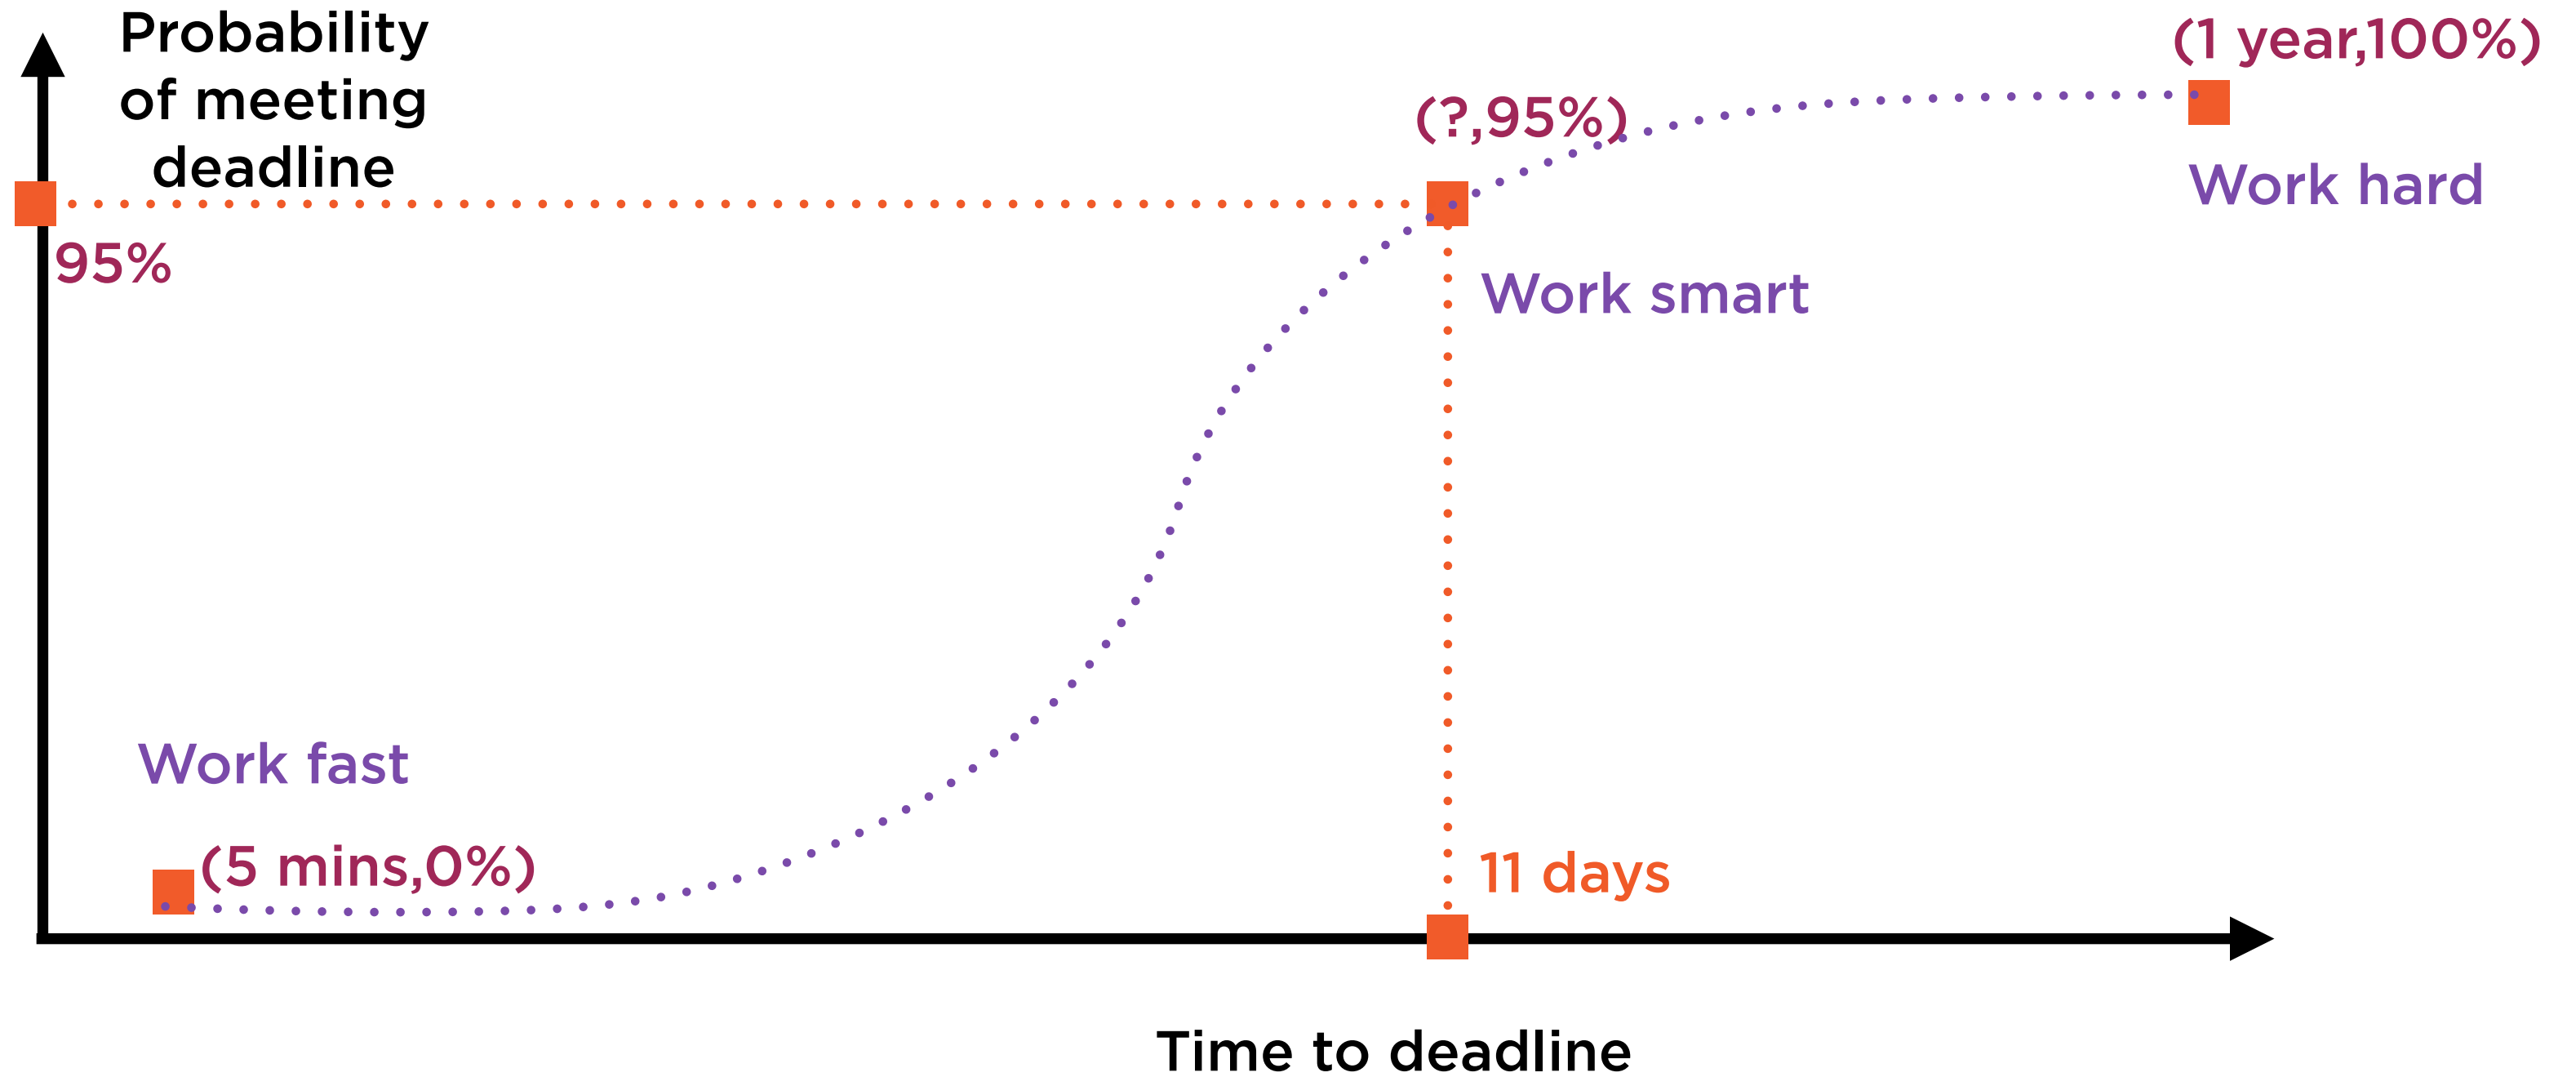 Probability
of meeting
deadline
(1 year,100%)
(?,95%)
Work hard
95%
Work smart
Work fast
(5 mins,0%)
11 days
Time to deadline